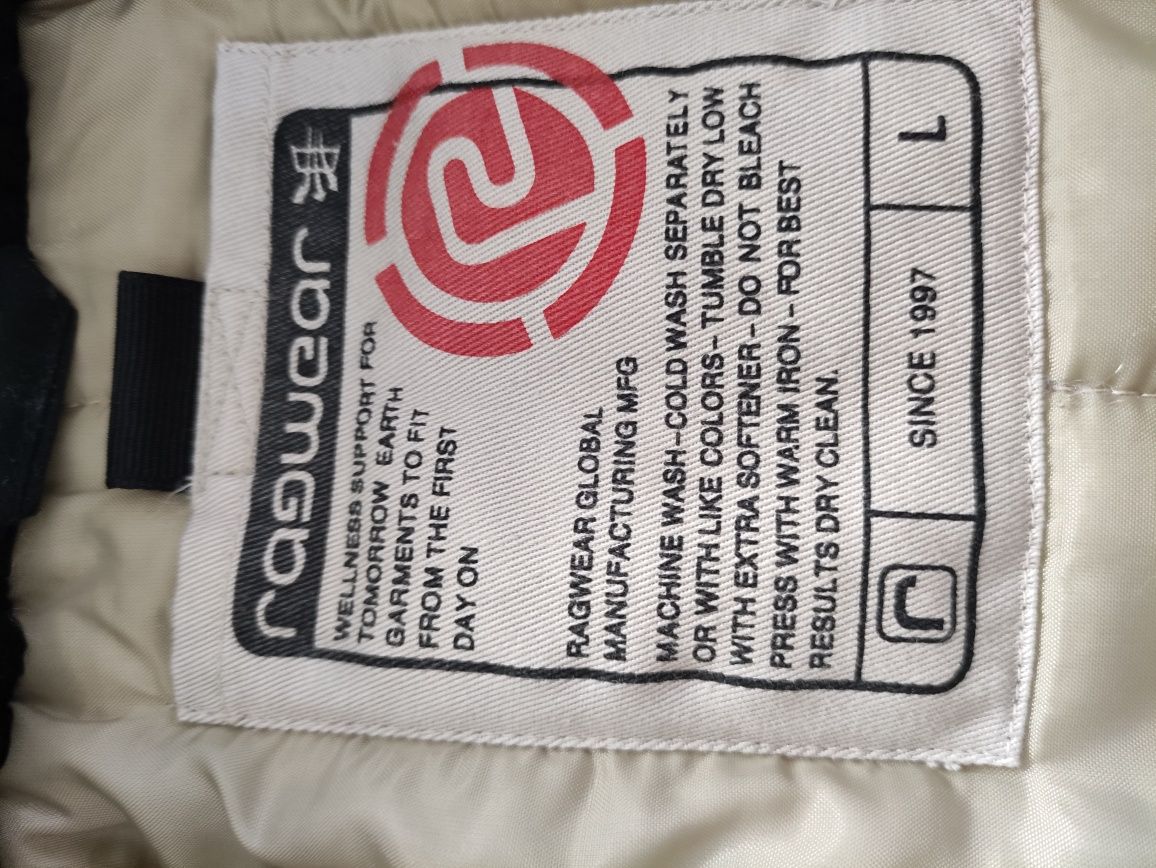 ragwear
WELLNESS SUPPORT FOR
TOMORROW EARTH
GARMENTS TO FIT
FROM THE FIRST
DAY ON
RAGWEAR GLOBAL
MANUFACTURING MFG
MACHINE WASH-COLD WASH SEPARATELY
OR WITH LIKE COLORS- TUMBLE DRY LOW
WITH EXTRA SOFTENER - DO NOT BLEACH
PRESS WITH WARM IRON - FOR BEST
RESULTS DRY CLEAN.
r SINCE 1997 L